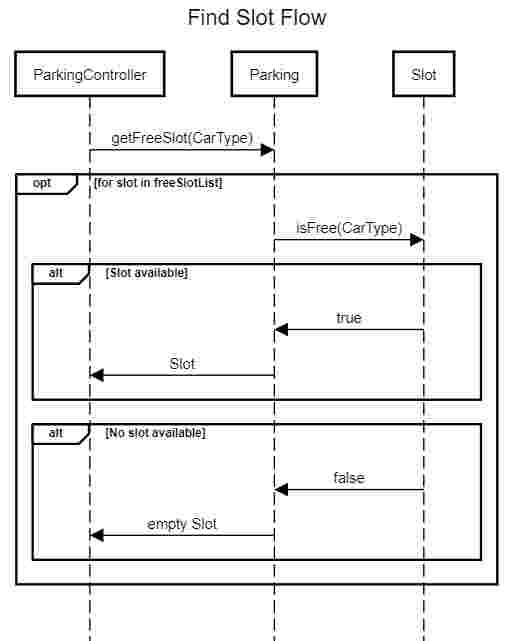 Find Slot Flow
ParkingController
Parking
Slot
getFreeSlot(CarType)
opt
[for slot in freeSlotList]
isFree(CarType)
alt
[Slot available]
true
Slot
alt
[No slot available]
false
empty Slot